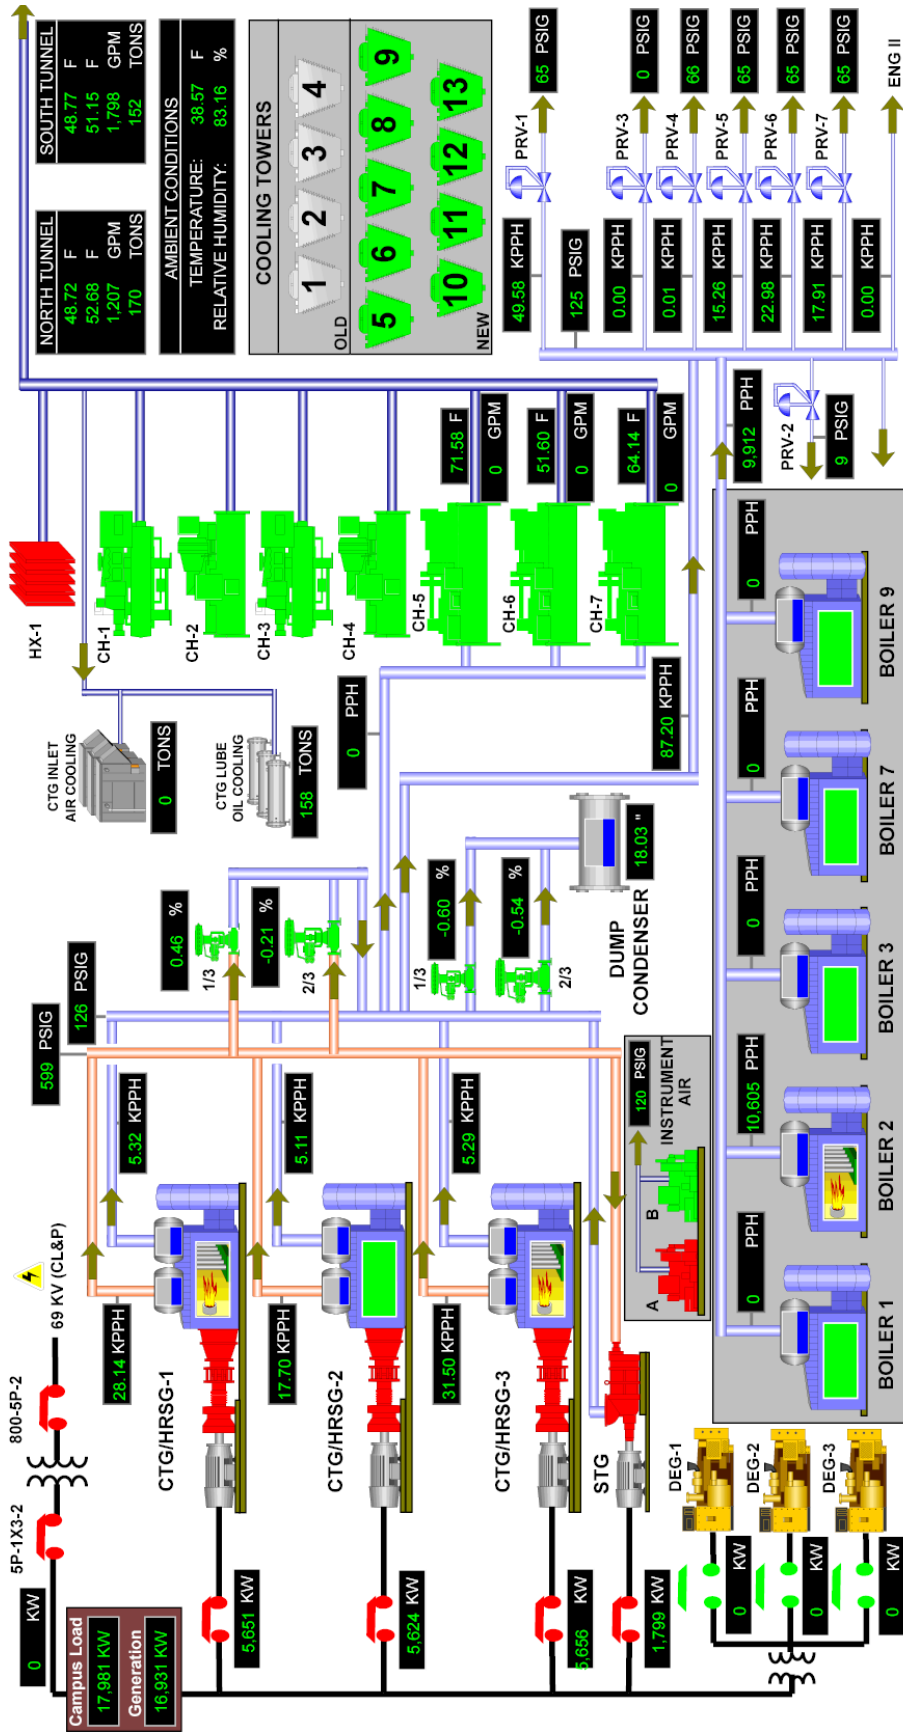 Campus Load
17,981 KW
Generation
16,931 KW
0 KW
5P-1X3-2
800-5P-2
69 KV (CL&P)
599 PSIG
126 PSIG
5,651 KW
CTG/HRSG-1
28.14 KPPH
5.32 KPPH
5,624 KW
CTG/HRSG-2
17.70 KPPH
5.11 KPPH
5,656 KW
CTG/HRSG-3
31.50 KPPH
5.29 KPPH
1,799 KW
STG
0.46 %
1/3
-0.21 %
2/3
-0.60 %
1/3
-0.54 %
2/3
DUMP
CONDENSER
18.03 "
CTG INLET
AIR COOLING
0 TONS
CTG LUBE
OIL COOLING
158 TONS
0 PPH
87.20 KPPH
HX-1
CH-1
CH-2
CH-3
CH-4
CH-5
71.58 F
0 GPM
CH-6
51.60 F
0 GPM
CH-7
64.14 F
0 GPM
NORTH TUNNEL
48.72 F
52.68 F
1,207 GPM
170 TONS
SOUTH TUNNEL
48.77 F
51.15 F
1,798 GPM
152 TONS
AMBIENT CONDITIONS
TEMPERATURE: 38.57 F
RELATIVE HUMIDITY: 83.16 %
COOLING TOWERS
1 2 3 4
OLD
5 6 7 8 9
10 11 12 13
NEW
49.58 KPPH
PRV-1
65 PSIG
125 PSIG
0.00 KPPH
PRV-3
0 PSIG
0.01 KPPH
PRV-4
66 PSIG
15.26 KPPH
PRV-5
65 PSIG
22.98 KPPH
PRV-6
65 PSIG
17.91 KPPH
PRV-7
65 PSIG
0.00 KPPH
ENG II
9,912 PPH
PRV-2
9 PSIG
120 PSIG
INSTRUMENT
AIR
A
B
DEG-1
0 KW
DEG-2
0 KW
DEG-3
0 KW
0 PPH
10,605 PPH
0 PPH
0 PPH
0 PPH
BOILER 1
BOILER 2
BOILER 3
BOILER 7
BOILER 9